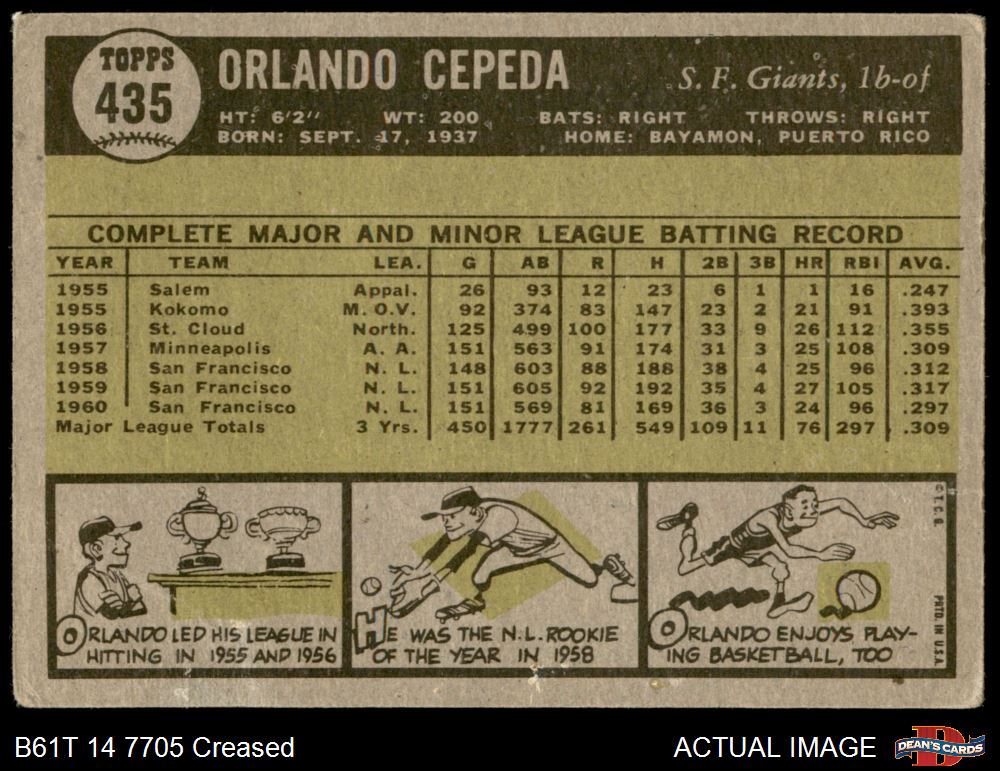 TOPPS
435
ORLANDO CEPEDA
S. F. Giants, 1b-of
HT: 6'2" WT: 200 BATS: RIGHT THROWS: RIGHT
BORN: SEPT. 17, 1937 HOME: BAYAMON, PUERTO RICO
COMPLETE MAJOR AND MINOR LEAGUE BATTING RECORD
YEAR TEAM LEA. G AB R H 2B 3B HR RBI AVG.
1955 Salem Appal. 26 93 12 23 6 1 1 16 .247
1955 Kokomo M. O.V. 92 374 83 147 23 2 21 91 .393
1956 St. Cloud North. 125 499 100 177 33 9 26 112 .355
1957 Minneapolis A. A. 151 563 91 174 31 3 25 108 .309
1958 San Francisco N. L. 148 603 88 188 38 4 25 96 .312
1959 San Francisco N. L. 151 605 92 192 35 4 27 105 .317
1960 San Francisco N. L. 151 569 81 169 36 3 24 96 .297
Major League Totals 3 Yrs. 450 1777 261 549 109 11 76 297 .309
ORLANDO LED HIS LEAGUE IN
HITTING IN 1955 AND 1956
HE WAS THE N.L. ROOKIE
OF THE YEAR IN 1958
ORLANDO ENJOYS PLAY-
ING BASKETBALL, TOO
© T. C. G.
PRTD. IN U.S.A.
B61T 14 7705 Creased
ACTUAL IMAGE
D
DEAN'S CARDS